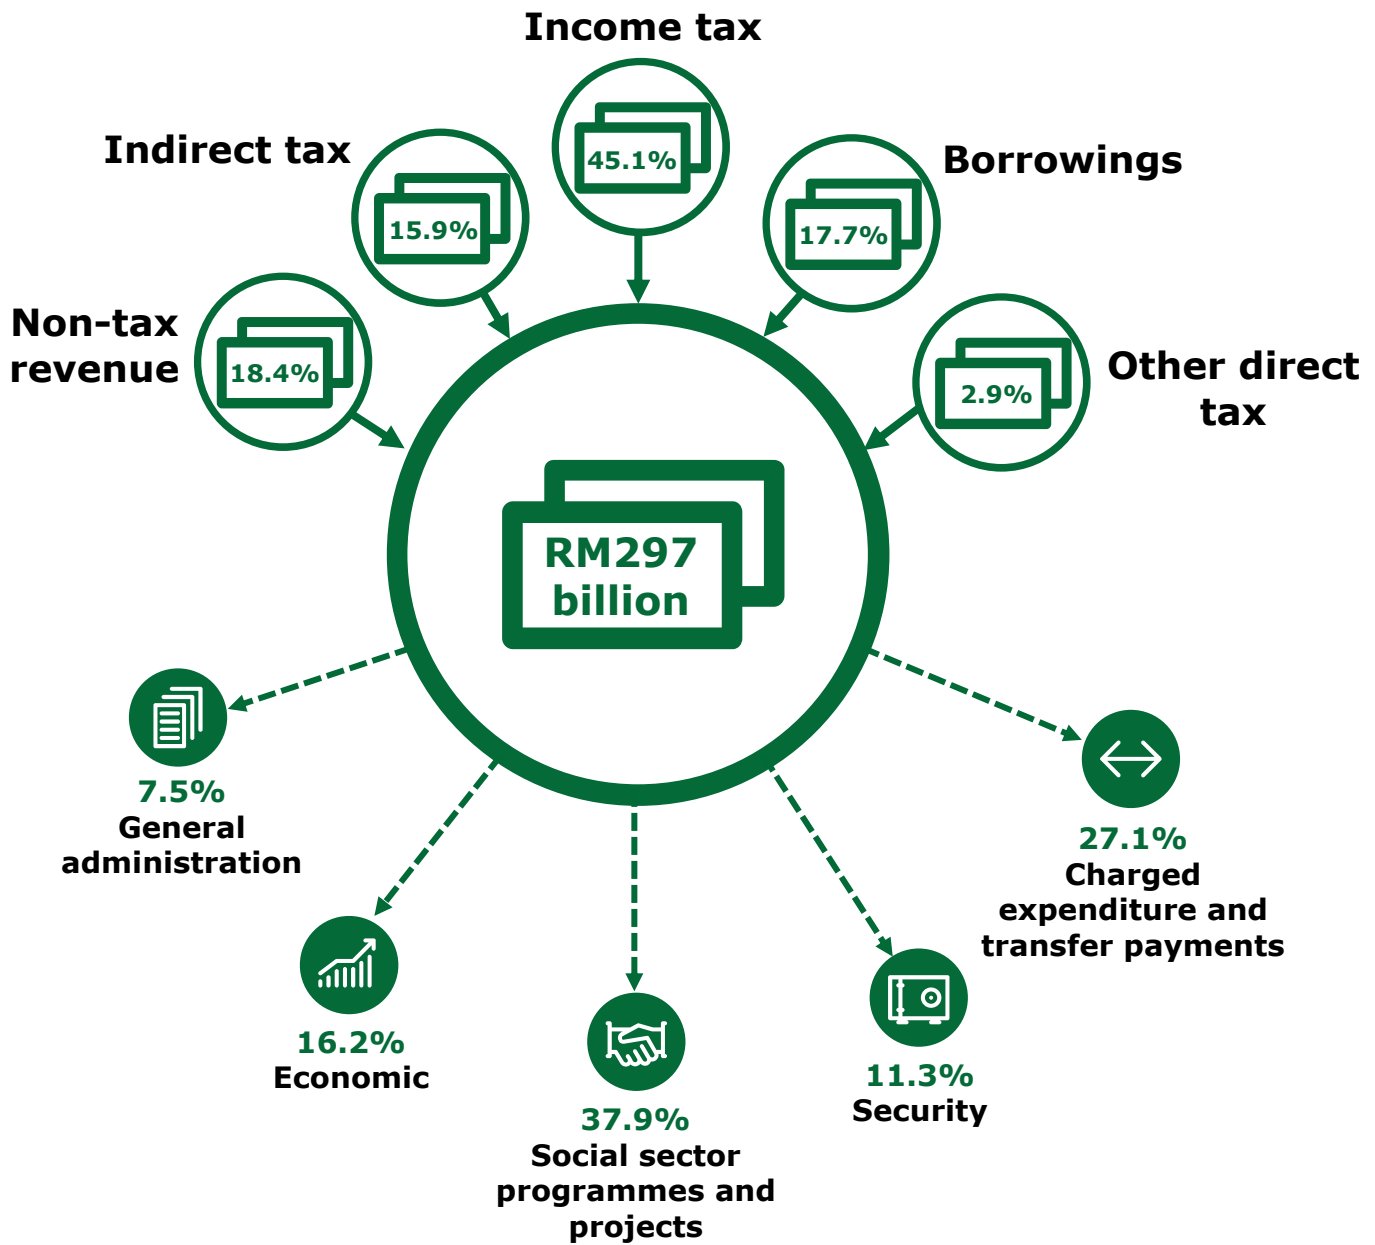 Income tax
45.1%
Indirect tax
15.9%
Borrowings
17.7%
Non-tax
revenue
18.4%
Other direct
tax
2.9%
RM297
billion
7.5%
General
administration
16.2%
Economic
37.9%
Social sector
programmes and
projects
11.3%
Security
27.1%
Charged
expenditure and
transfer payments